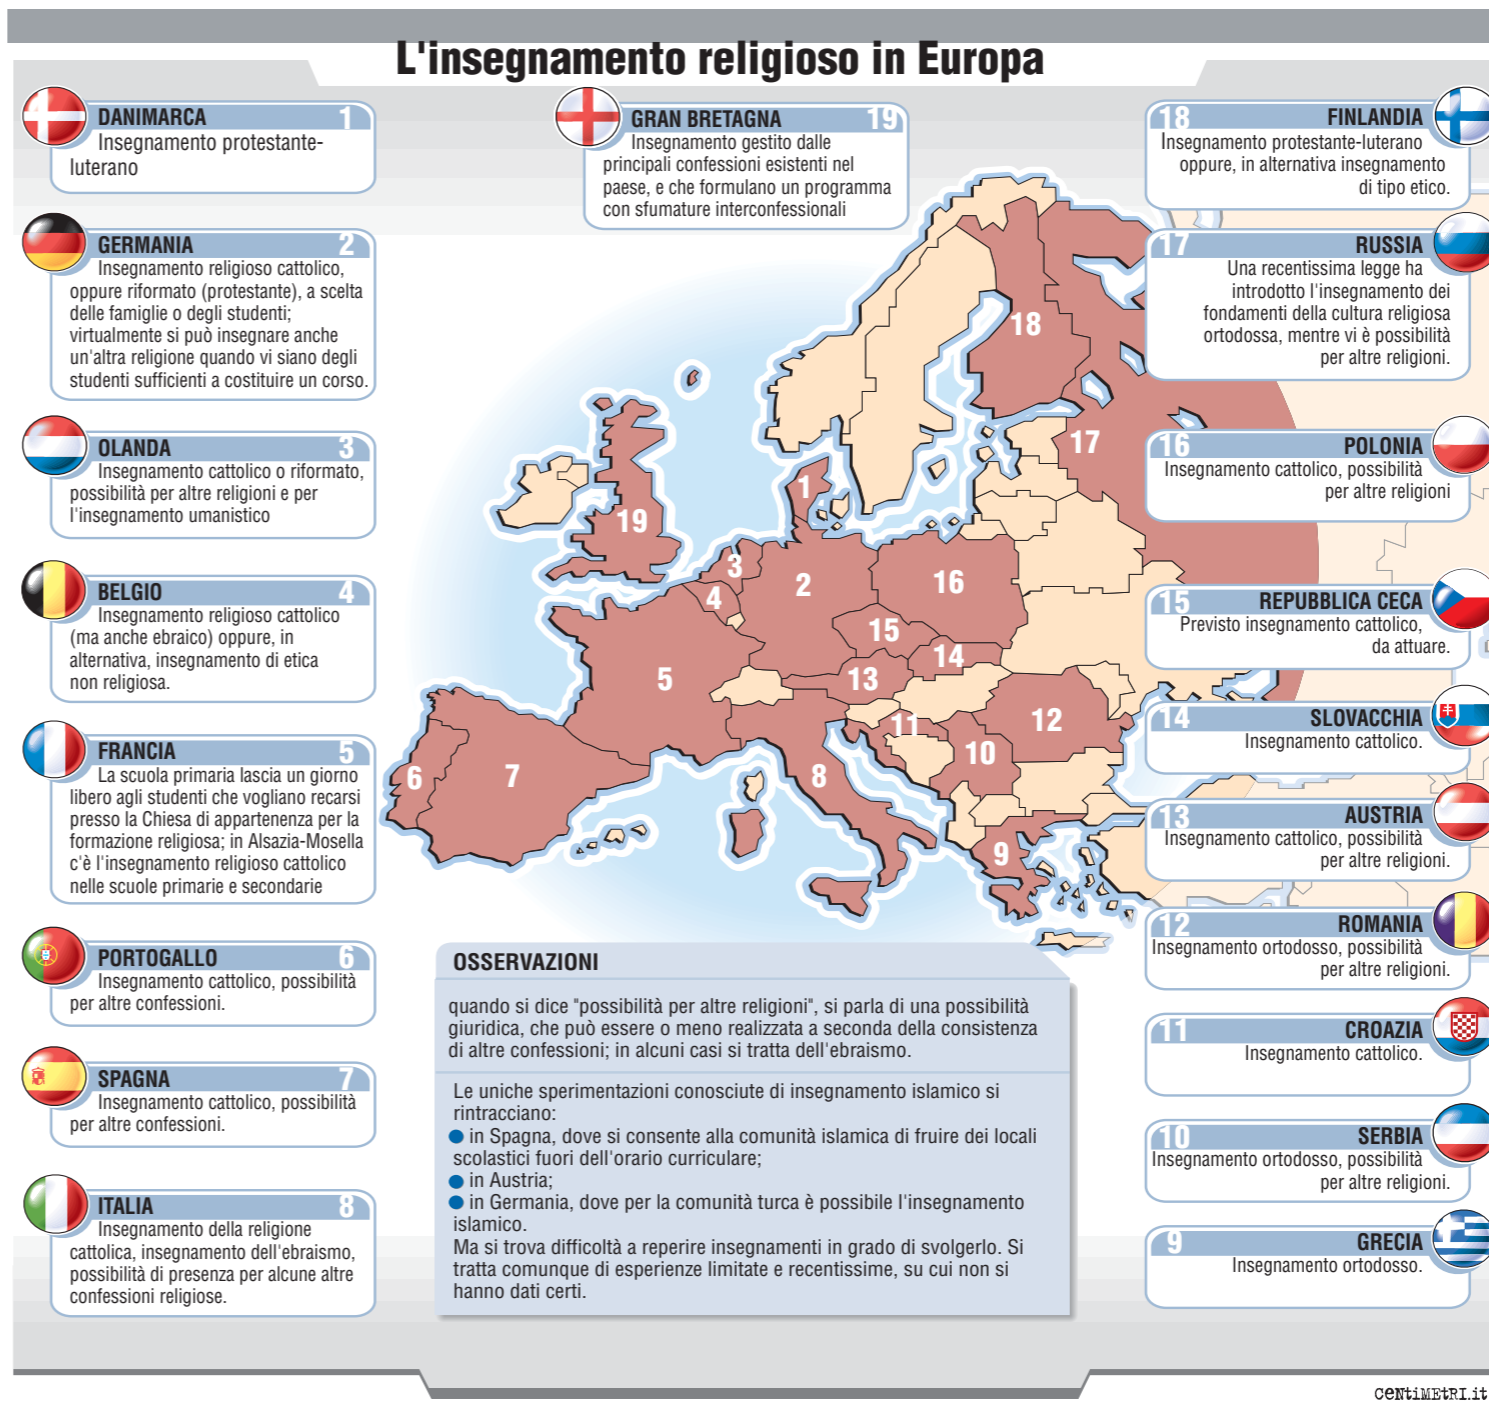 L'insegnamento religioso in Europa
DANIMARCA 1
Insegnamento protestante-
luterano
GERMANIA 2
Insegnamento religioso cattolico,
oppure riformato (protestante), a scelta
delle famiglie o degli studenti;
virtualmente si può insegnare anche
un'altra religione quando vi siano degli
studenti sufficienti a costituire un corso.
OLANDA 3
Insegnamento cattolico o riformato,
possibilità per altre religioni e per
l'insegnamento umanistico
BELGIO 4
Insegnamento religioso cattolico
(ma anche ebraico) oppure, in
alternativa, insegnamento di etica
non religiosa.
FRANCIA 5
La scuola primaria lascia un giorno
libero agli studenti che vogliano recarsi
presso la Chiesa di appartenenza per la
formazione religiosa; in Alsazia-Mosella
c'è l'insegnamento religioso cattolico
nelle scuole primarie e secondarie
PORTOGALLO 6
Insegnamento cattolico, possibilità
per altre confessioni.
SPAGNA 7
Insegnamento cattolico, possibilità
per altre confessioni.
ITALIA 8
Insegnamento della religione
cattolica, insegnamento dell'ebraismo,
possibilità di presenza per alcune altre
confessioni religiose.
GRAN BRETAGNA 19
Insegnamento gestito dalle
principali confessioni esistenti nel
paese, e che formulano un programma
con sfumature interconfessionali
18
17
1
19
3
2
16
4
15
14
5
13
12
11
10
6
7
8
9
OSSERVAZIONI
quando si dice "possibilità per altre religioni", si parla di una possibilità
giuridica, che può essere o meno realizzata a seconda della consistenza
di altre confessioni; in alcuni casi si tratta dell'ebraismo.
Le uniche sperimentazioni conosciute di insegnamento islamico si
rintracciano:
● in Spagna, dove si consente alla comunità islamica di fruire dei locali
scolastici fuori dell'orario curriculare;
● in Austria;
● in Germania, dove per la comunità turca è possibile l'insegnamento
islamico.
Ma si trova difficoltà a reperire insegnamenti in grado di svolgerlo. Si
tratta comunque di esperienze limitate e recentissime, su cui non si
hanno dati certi.
18 FINLANDIA
Insegnamento protestante-luterano
oppure, in alternativa insegnamento
di tipo etico.
17 RUSSIA
Una recentissima legge ha
introdotto l'insegnamento dei
fondamenti della cultura religiosa
ortodossa, mentre vi è possibilità
per altre religioni.
16 POLONIA
Insegnamento cattolico, possibilità
per altre religioni
15 REPUBBLICA CECA
Previsto insegnamento cattolico,
da attuare.
14 SLOVACCHIA
Insegnamento cattolico.
13 AUSTRIA
Insegnamento cattolico, possibilità
per altre religioni.
12 ROMANIA
Insegnamento ortodosso, possibilità
per altre religioni.
11 CROAZIA
Insegnamento cattolico.
10 SERBIA
Insegnamento ortodosso, possibilità
per altre religioni.
9 GRECIA
Insegnamento ortodosso.
CeNtiMEtRI.it